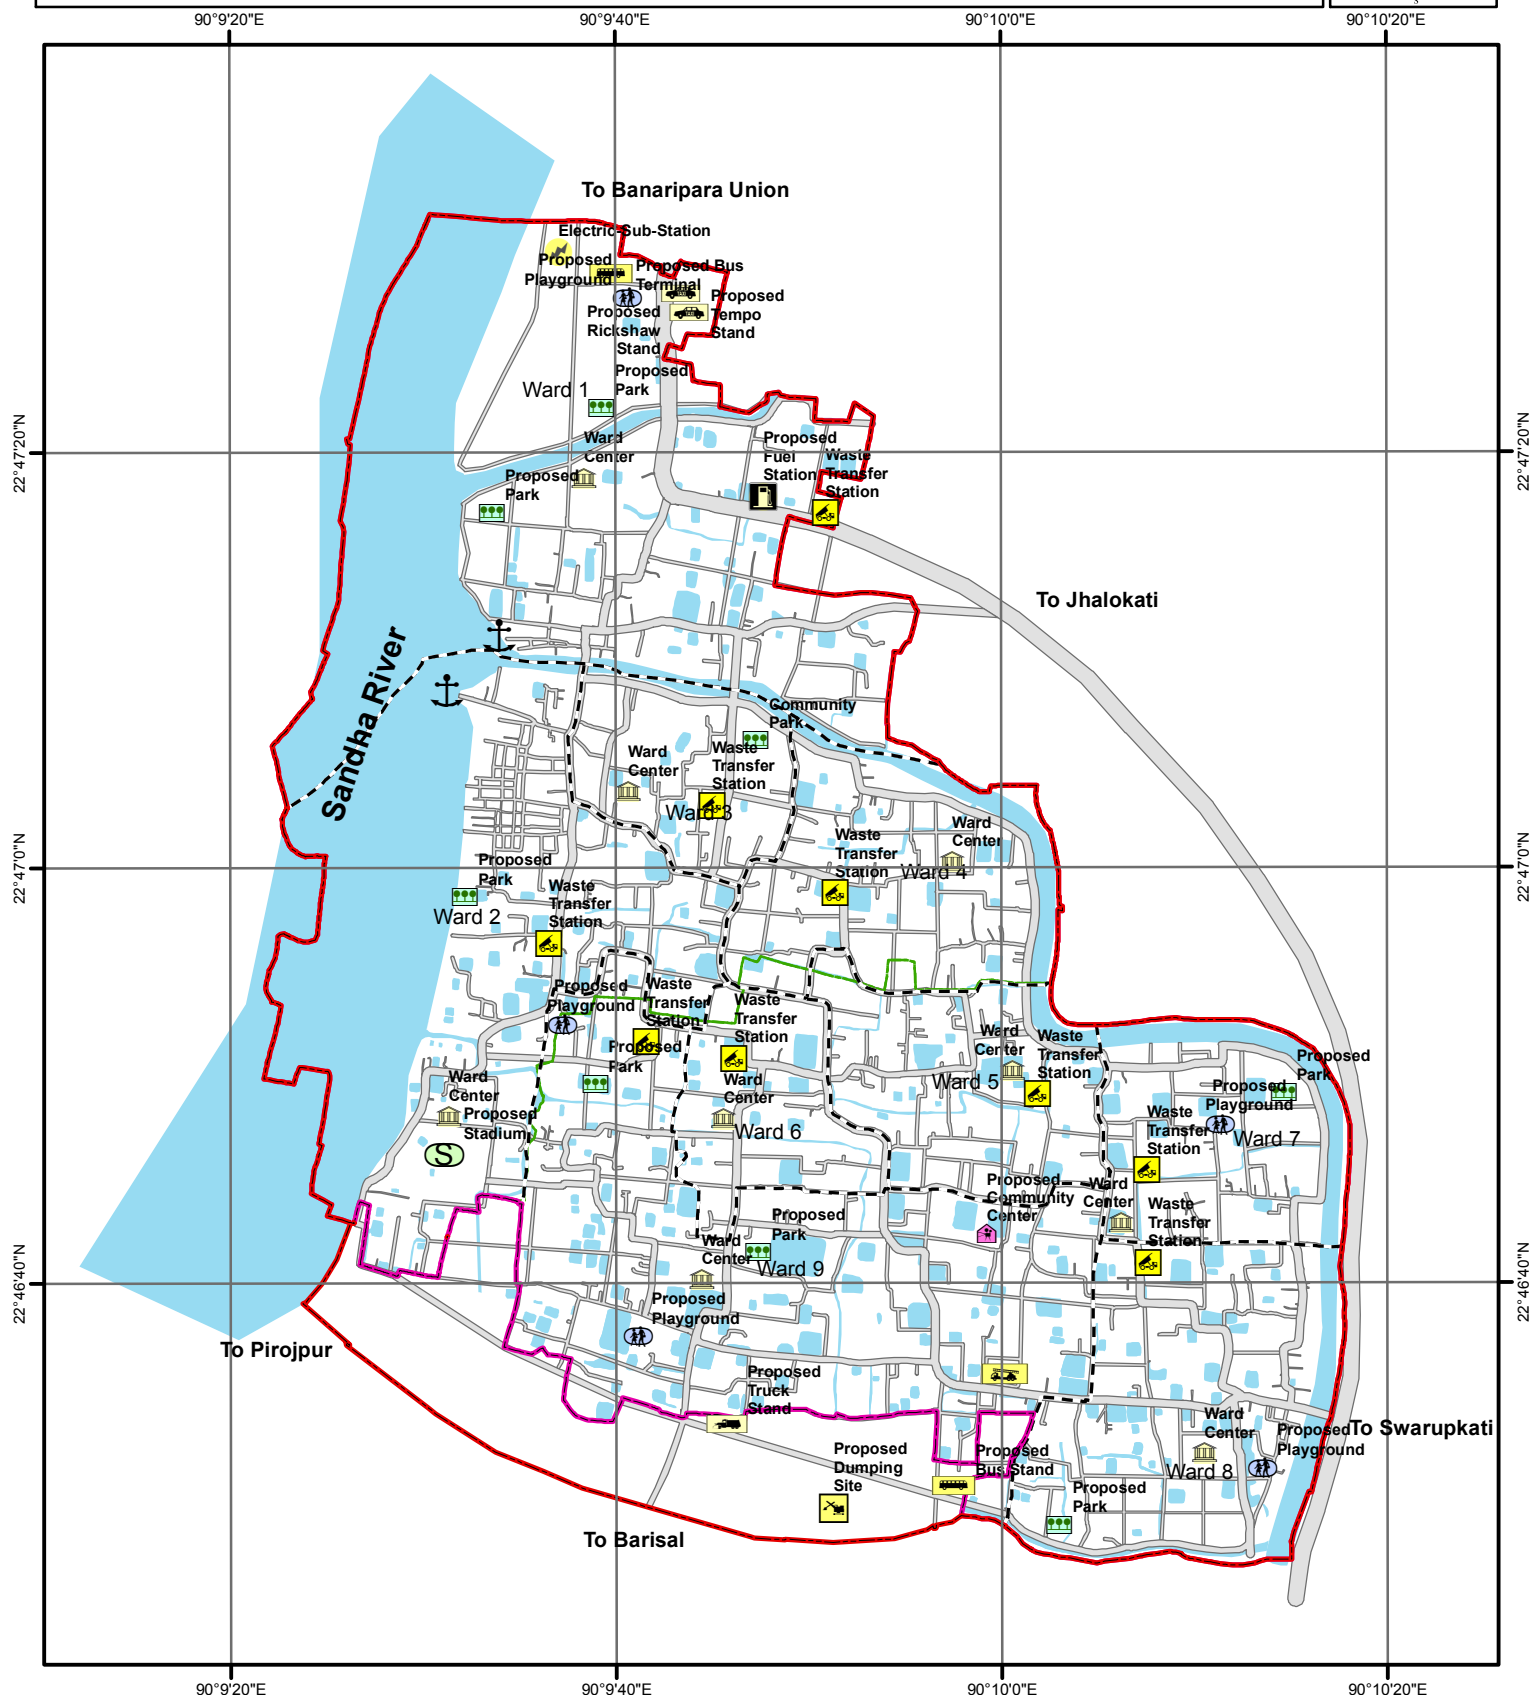 90°9'20"E
90°9'40"E
90°10'0"E
90°10'20"E
To Banaripara Union
Electric-Sub-Station
Proposed
Playground
Proposed Bus
Terminal
Proposed
Tempo
Stand
Proposed
Rickshaw
Stand
Proposed
Park
Ward 1
22°47'20"N
22°47'20"N
Ward
Center
Proposed
Fuel
Station
Waste
Transfer
Station
Proposed
Park
To Jhalokati
Sandha River
Community
Park
Ward
Center
Waste
Transfer
Station
Ward 3
Waste
Transfer
Station
Ward
Center
Ward 4
22°47'0"N
22°47'0"N
Proposed
Park
Waste
Transfer
Station
Ward 2
Proposed
Playground
Waste
Transfer
Station
Waste
Transfer
Station
Proposed
Park
Ward
Center
Waste
Transfer
Station
Ward 5
Proposed
Park
Proposed
Playground
Ward 7
Ward
Center
Proposed
Stadium
S
Ward
Center
Ward 6
Waste
Transfer
Station
Proposed
Community
Center
Ward
Center
Waste
Transfer
Station
Proposed
Park
Ward
Center
Ward 9
22°46'40"N
22°46'40"N
Proposed
Playground
To Pirojpur
Proposed
Truck
Stand
Ward
Center
Proposed
Playground
To Swarupkati
Ward 8
Proposed
Dumping
Site
Proposed
Bus Stand
Proposed
Park
To Barisal
90°9'20"E
90°9'40"E
90°10'0"E
90°10'20"E